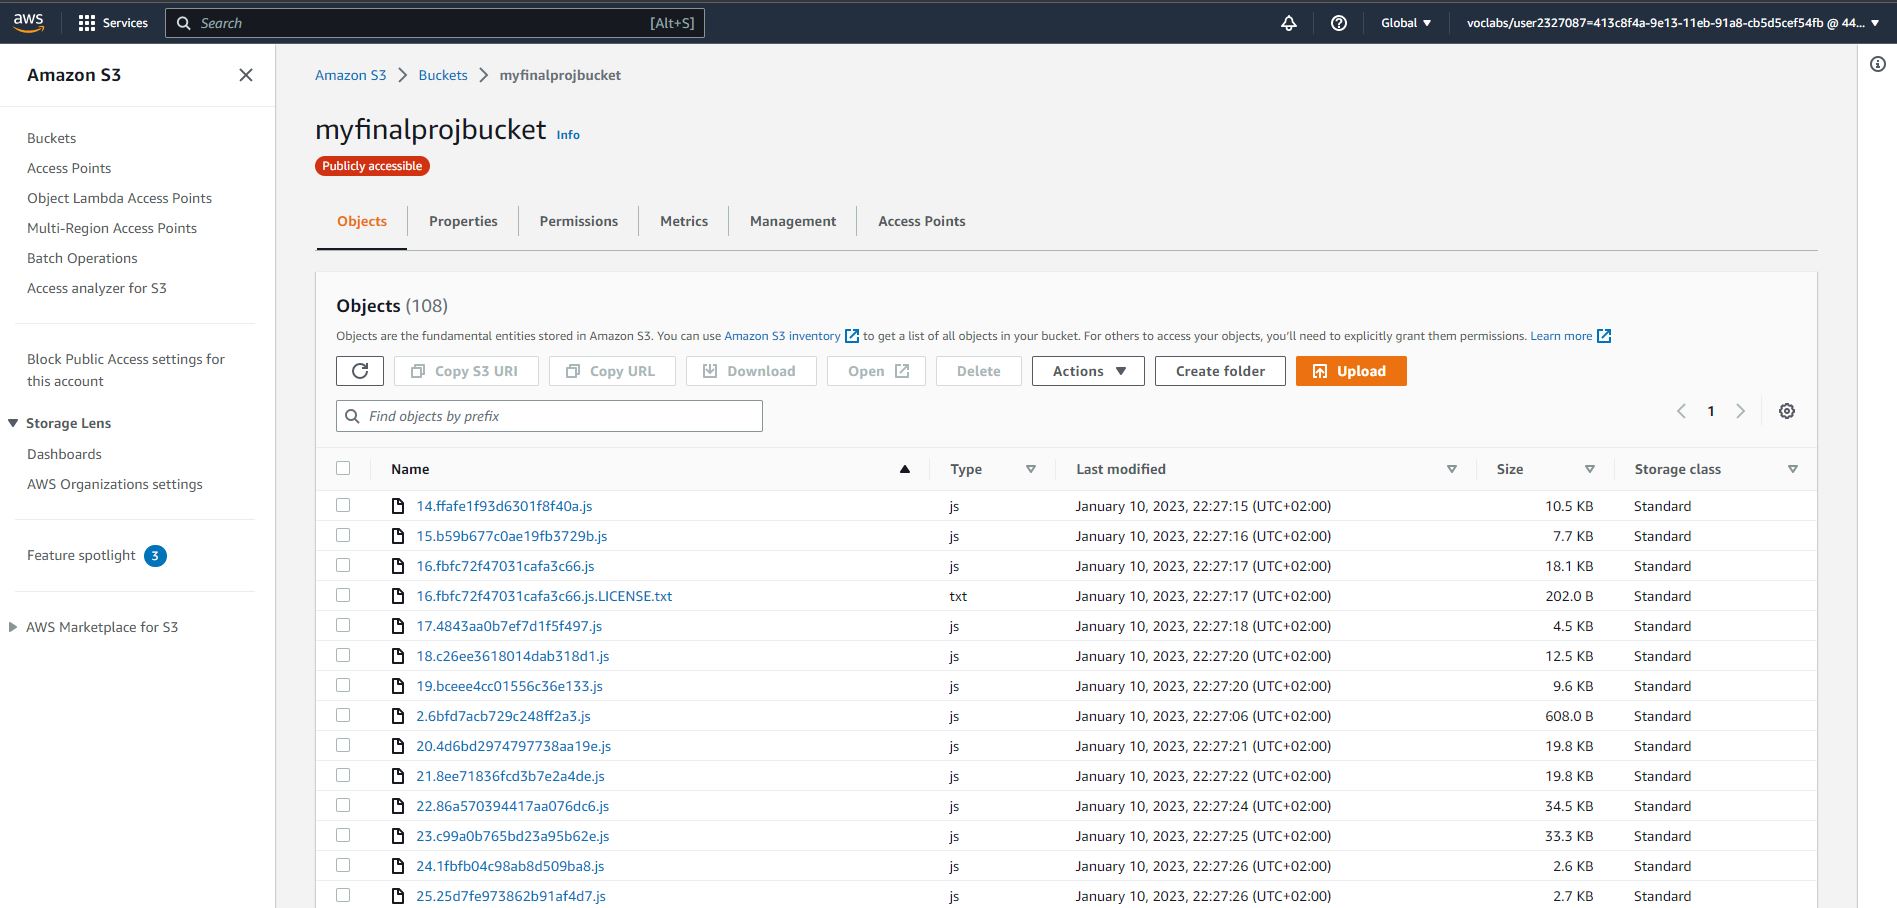 aws Services Search [Alt+S] Global voclabs/user2327087=413c8f4a-9e13-11eb-91a8-cb5d5cef54fb @ 44...
Amazon S3
Buckets
Access Points
Object Lambda Access Points
Multi-Region Access Points
Batch Operations
Access analyzer for S3
Block Public Access settings for
this account
Storage Lens
Dashboards
AWS Organizations settings
Feature spotlight 3
AWS Marketplace for S3
Amazon S3 > Buckets > myfinalprojbucket
myfinalprojbucket Info
Publicly accessible
Objects Properties Permissions Metrics Management Access Points
Objects (108)
Objects are the fundamental entities stored in Amazon S3. You can use Amazon S3 inventory to get a list of all objects in your bucket. For others to access your objects, you'll need to explicitly grant them permissions. Learn more
Copy S3 URI Copy URL Download Open Delete Actions Create folder Upload
Find objects by prefix 1
Name Type Last modified Size Storage class
14.ffafe1f93d6301f8f40a.js js January 10, 2023, 22:27:15 (UTC+02:00) 10.5 KB Standard
15.b59b677c0ae19fb3729b.js js January 10, 2023, 22:27:16 (UTC+02:00) 7.7 KB Standard
16.fbfc72f47031cafa3c66.js js January 10, 2023, 22:27:17 (UTC+02:00) 18.1 KB Standard
16.fbfc72f47031cafa3c66.js.LICENSE.txt txt January 10, 2023, 22:27:17 (UTC+02:00) 202.0 B Standard
17.4843aa0b7ef7d1f5f497.js js January 10, 2023, 22:27:18 (UTC+02:00) 4.5 KB Standard
18.c26ee3618014dab318d1.js js January 10, 2023, 22:27:20 (UTC+02:00) 12.5 KB Standard
19.bceee4cc01556c36e133.js js January 10, 2023, 22:27:20 (UTC+02:00) 9.6 KB Standard
2.6bfd7acb729c248ff2a3.js js January 10, 2023, 22:27:06 (UTC+02:00) 608.0 B Standard
20.4d6bd2974797738aa19e.js js January 10, 2023, 22:27:21 (UTC+02:00) 19.8 KB Standard
21.8ee71836fcd3b7e2a4de.js js January 10, 2023, 22:27:22 (UTC+02:00) 19.8 KB Standard
22.86a570394417aa076dc6.js js January 10, 2023, 22:27:24 (UTC+02:00) 34.5 KB Standard
23.c99a0b765bd23a95b62e.js js January 10, 2023, 22:27:25 (UTC+02:00) 33.3 KB Standard
24.1fbfb04c98ab8d509ba8.js js January 10, 2023, 22:27:26 (UTC+02:00) 2.6 KB Standard
25.25d7fe973862b91af4d7.js js January 10, 2023, 22:27:26 (UTC+02:00) 2.7 KB Standard